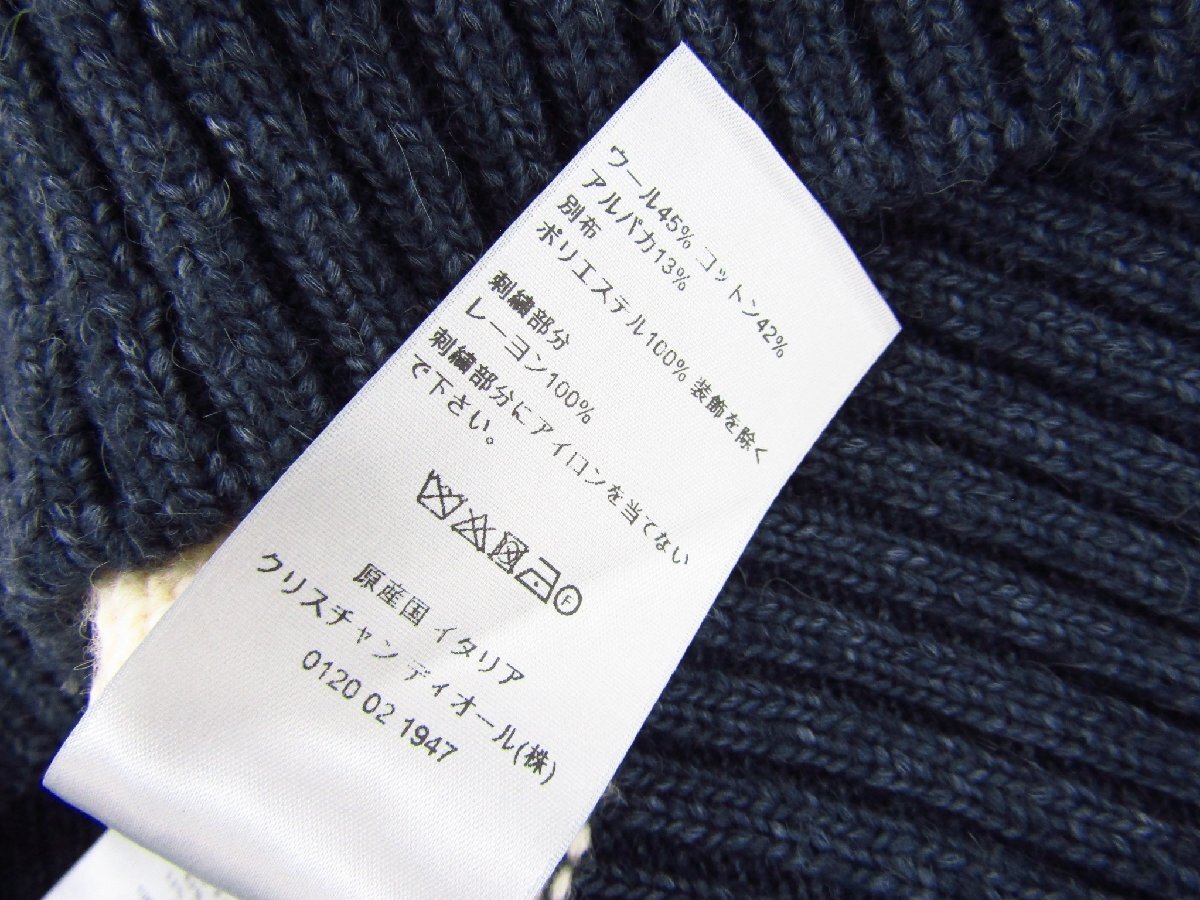 ウール45% コットン42%
アルパカ13%
別布
ポリエステル100% 装飾を除く
刺繍部分
レーヨン100%
刺繍部分にアイロンを当てない
で下さい。
F
原産国 イタリア
クリスチャン ディオール(株)
0120 02 1947